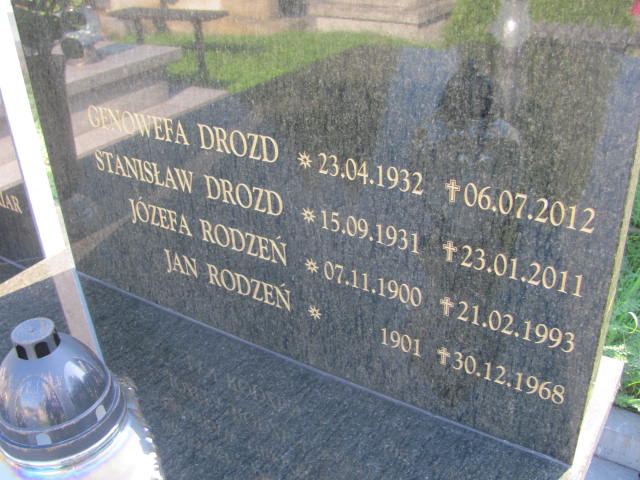 GENOWEFA DROZD * 23.04.1932 ✝ 06.07.2012
STANISŁAW DROZD * 15.09.1931 ✝ 23.01.2011
JÓZEFA RODZEŃ * 07.11.1900 ✝ 21.02.1993
JAN RODZEŃ * 1901 ✝ 30.12.1968